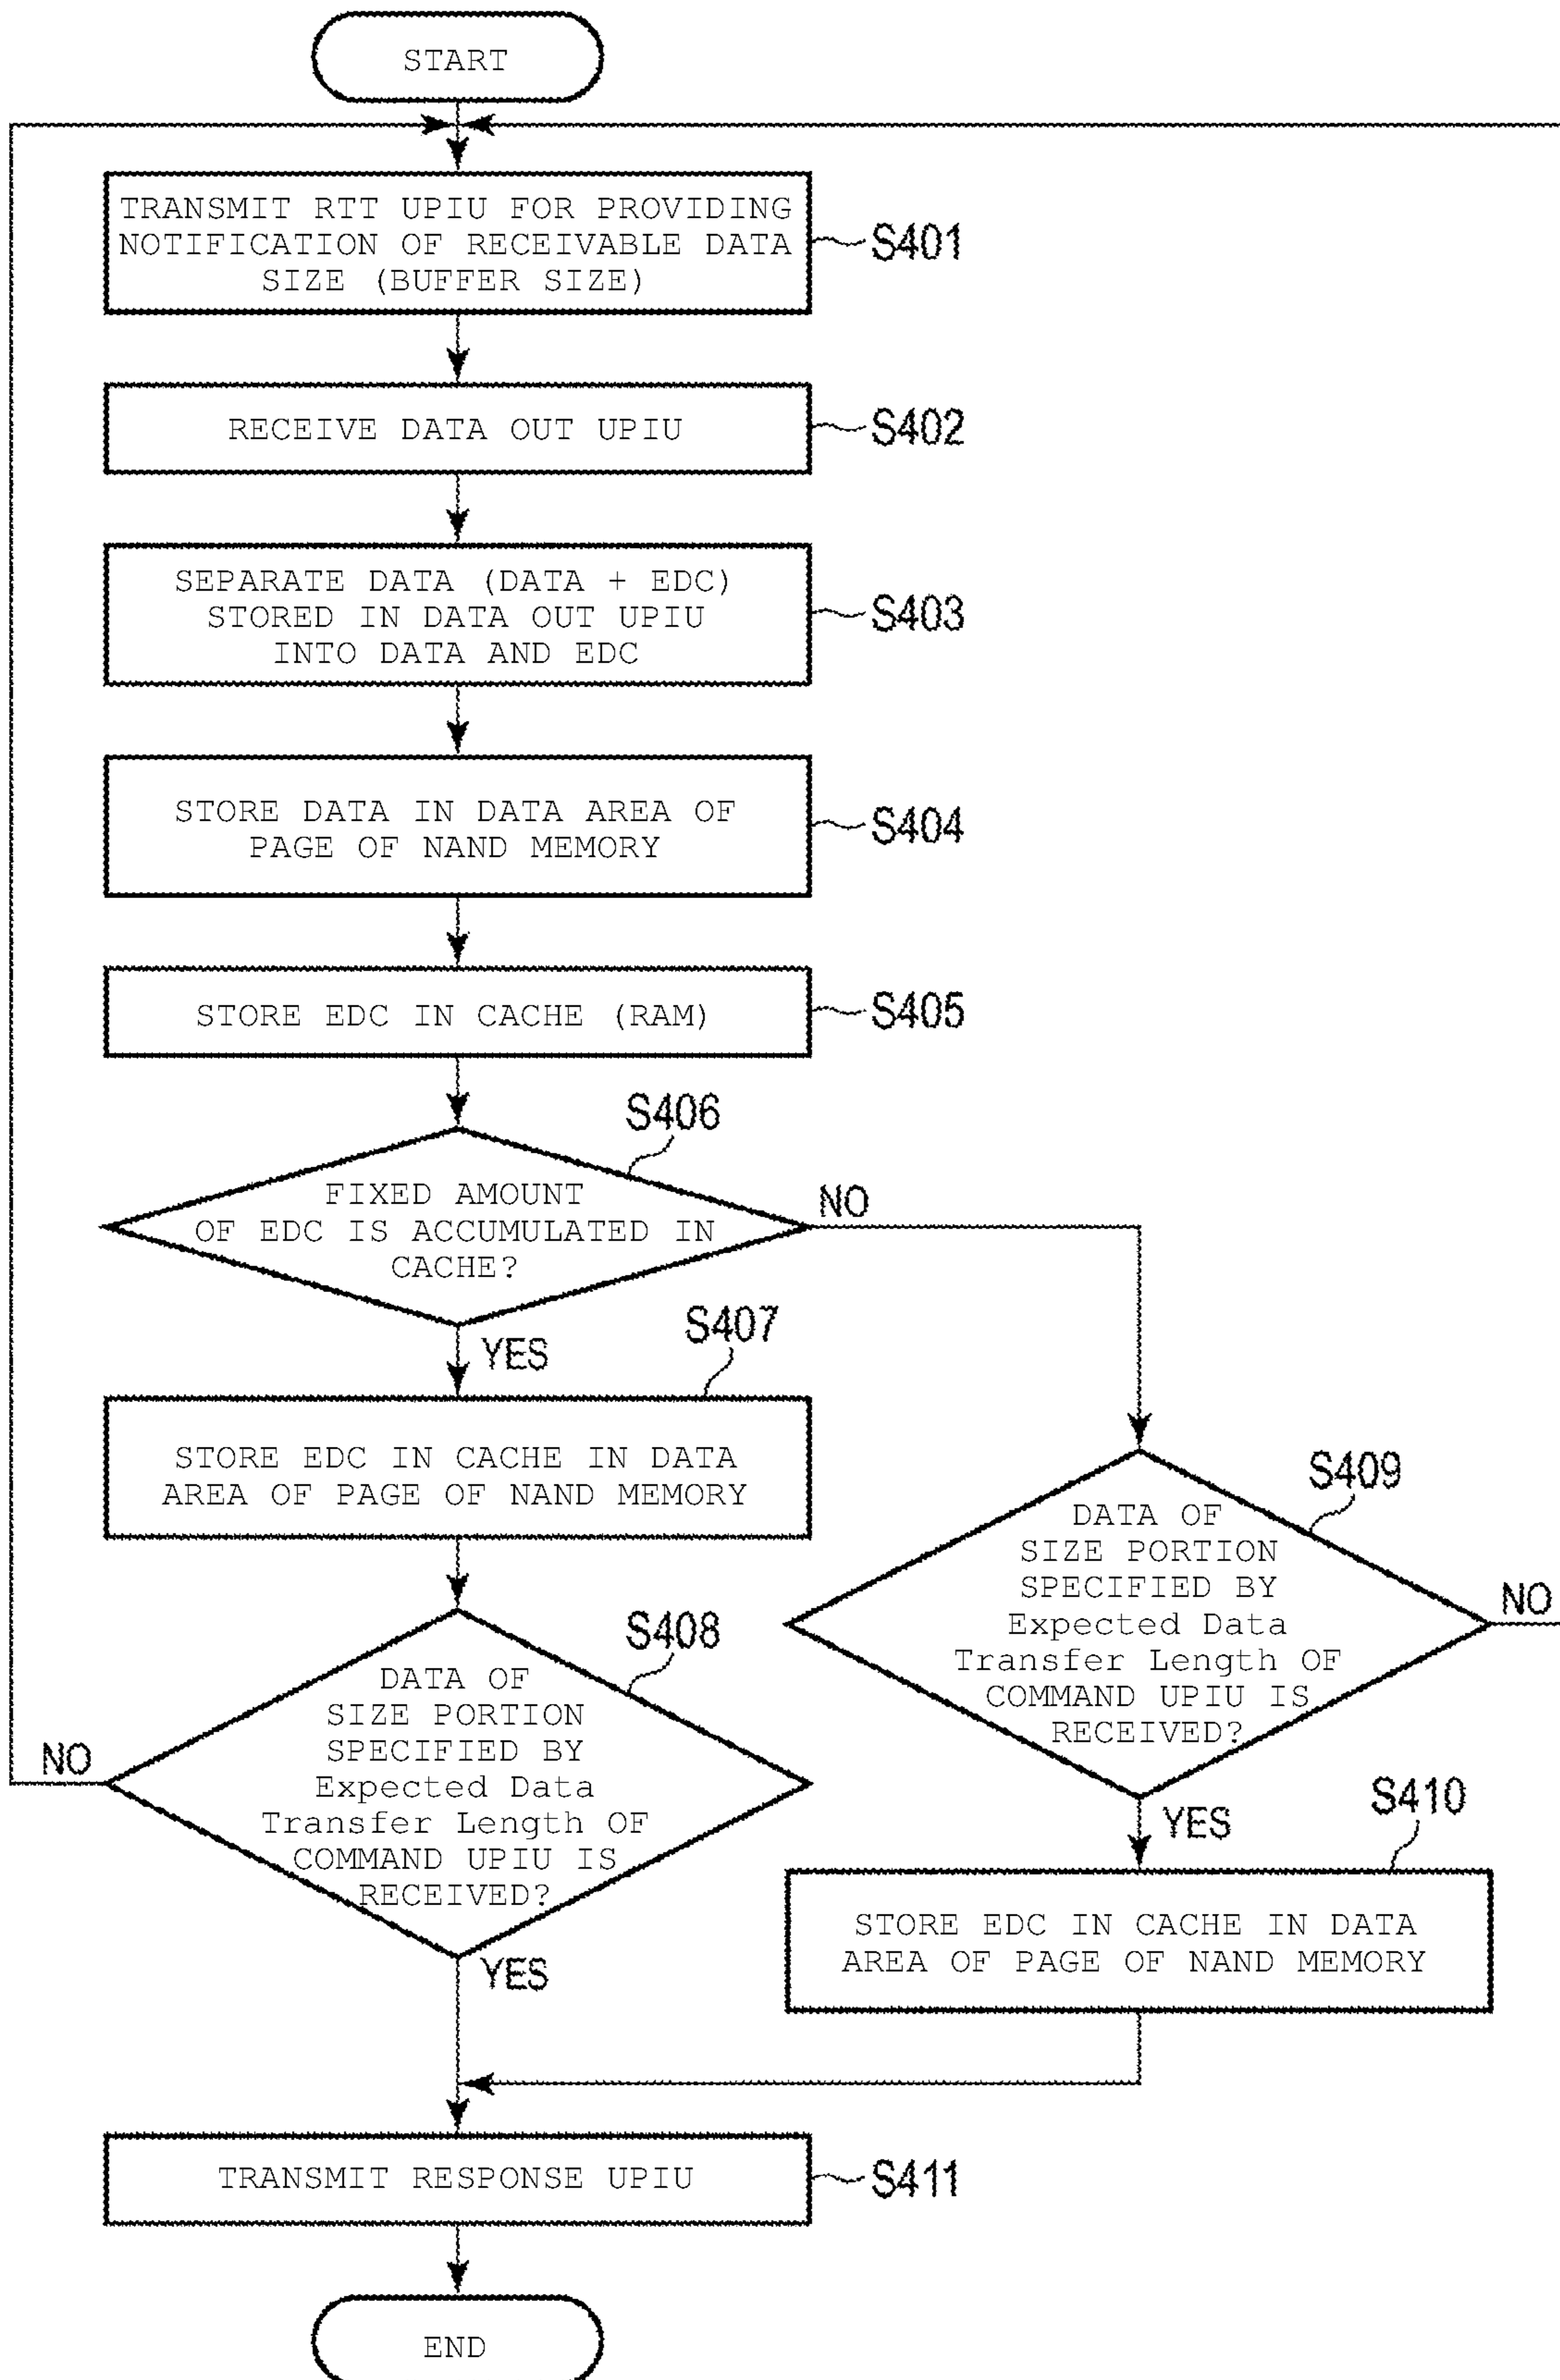 START
TRANSMIT RTT UPIU FOR PROVIDING
NOTIFICATION OF RECEIVABLE DATA
SIZE (BUFFER SIZE)
S401
RECEIVE DATA OUT UPIU
S402
SEPARATE DATA (DATA + EDC)
STORED IN DATA OUT UPIU
INTO DATA AND EDC
S403
STORE DATA IN DATA AREA OF
PAGE OF NAND MEMORY
S404
STORE EDC IN CACHE (RAM)
S405
S406
FIXED AMOUNT
OF EDC IS ACCUMULATED IN
CACHE?
NO
YES
S407
STORE EDC IN CACHE IN DATA
AREA OF PAGE OF NAND MEMORY
S408
DATA OF
SIZE PORTION
SPECIFIED BY
Expected Data
Transfer Length OF
COMMAND UPIU IS
RECEIVED?
NO
YES
S409
DATA OF
SIZE PORTION
SPECIFIED BY
Expected Data
Transfer Length OF
COMMAND UPIU IS
RECEIVED?
NO
YES
S410
STORE EDC IN CACHE IN DATA
AREA OF PAGE OF NAND MEMORY
TRANSMIT RESPONSE UPIU
S411
END